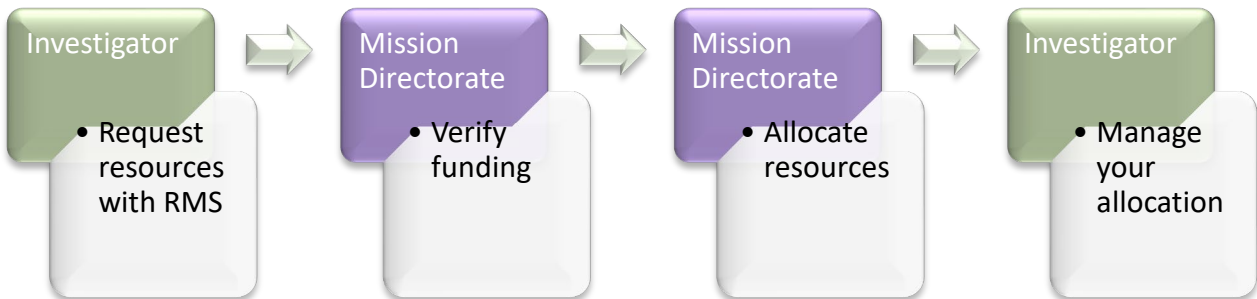 Investigator
• Request
resources
with RMS
Mission
Directorate
• Verify
funding
Mission
Directorate
• Allocate
resources
Investigator
• Manage
your
allocation